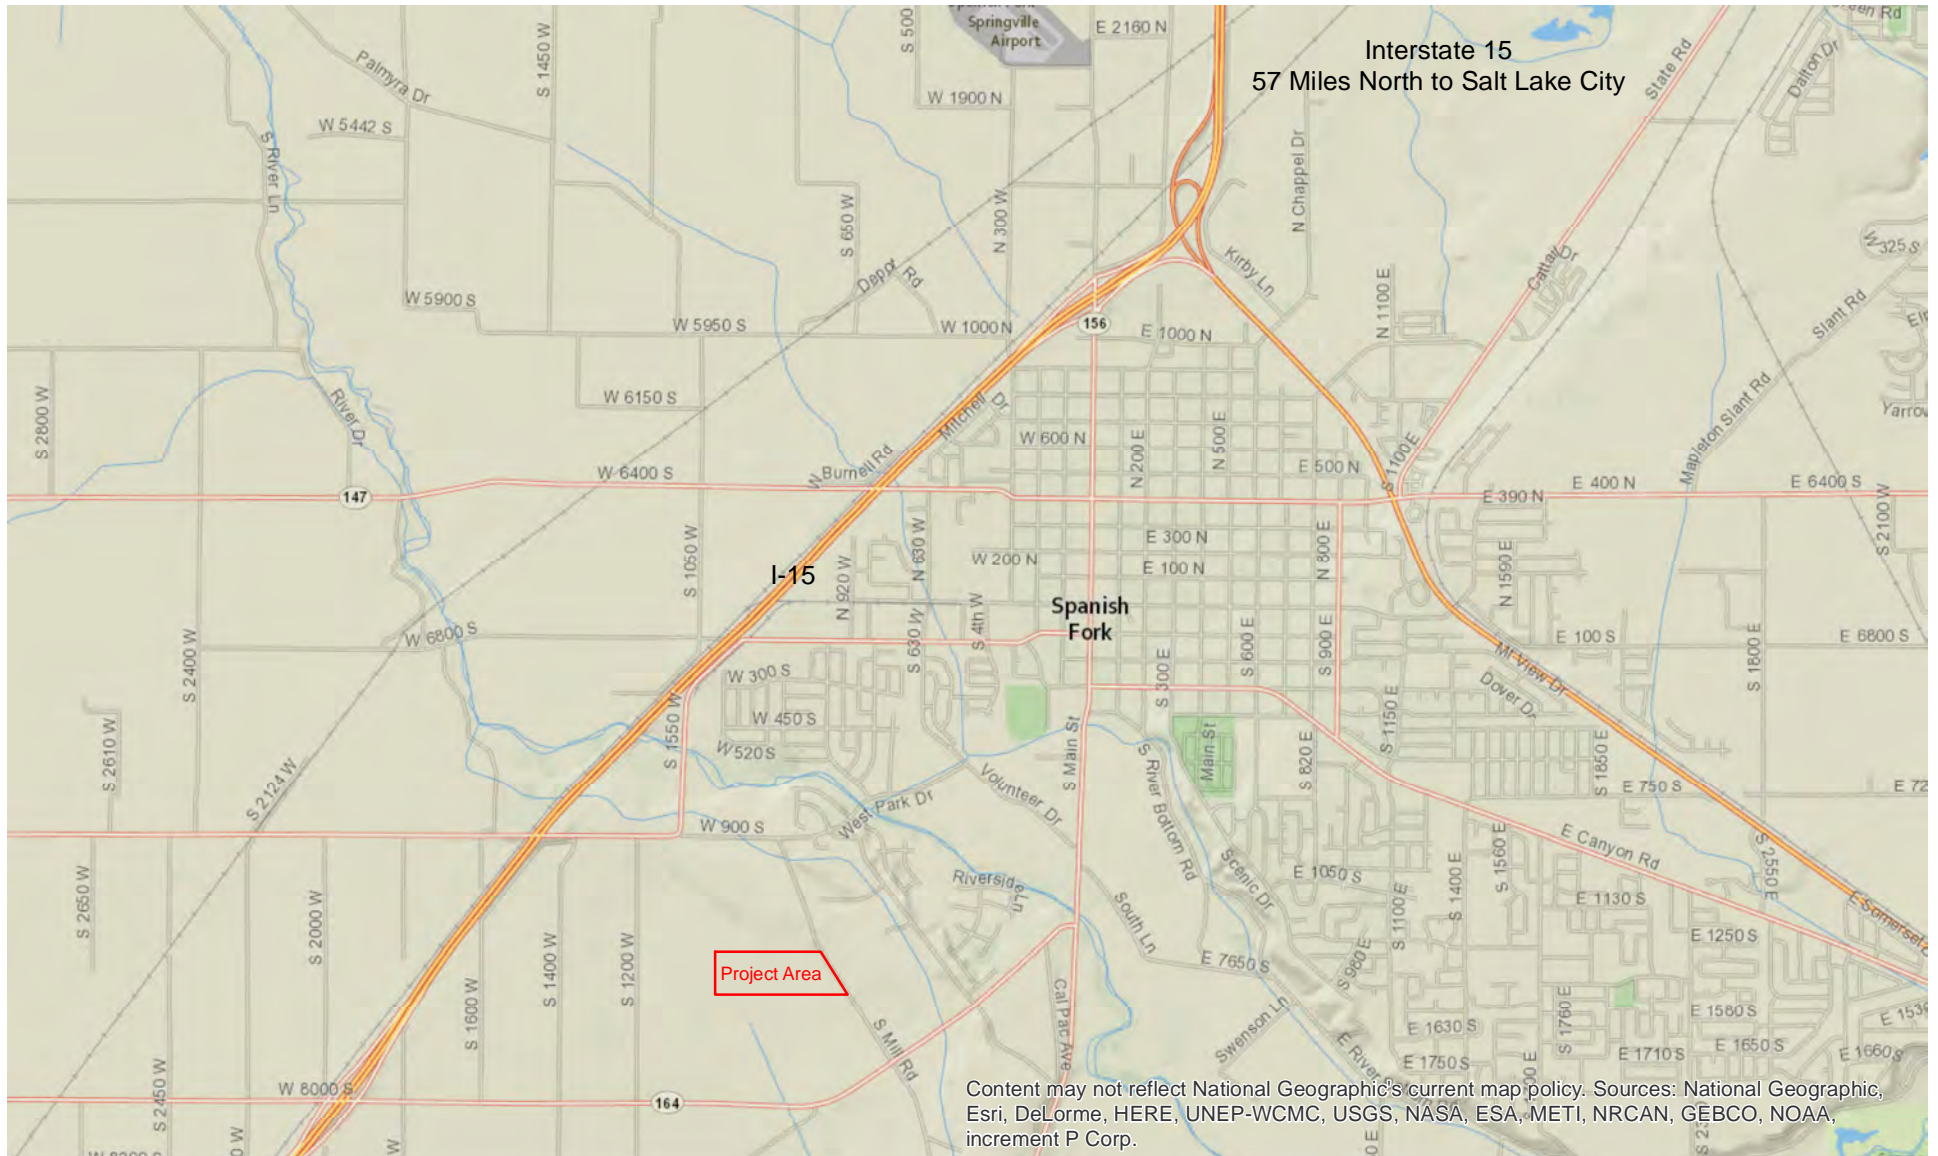 Springville
Airport
E 2160 N
S 500
Green Rd
Interstate 15
57 Miles North to Salt Lake City
State Rd
Dalton Dr
Palmyra Dr
S 1450 W
W 1900 N
W 5442 S
S River Ln
N Chappel Dr
S 650 W
N 300 W
W 325 S
Depot Rd
Kirby Ln
Cattail Dr
W 5900 S
N 1100 E
Slant Rd
W 5950 S
W 1000 N
156
E 1000 N
W 6150 S
River Dr
S 2800 W
Mitchell Dr
Mapleton Slant Rd
Yarrow
W 600 N
N 200 E
N 500 E
E 500 N
S 1100 E
W Burnell Rd
W 6400 S
147
E 390 N
E 400 N
E 6400 S
S 2100 W
S 1050 W
E 300 N
W 200 N
E 100 N
N 630 W
N 920 W
N 800 E
N 1590 E
I-15
Spanish
Fork
W 6800 S
S 2400 W
S 630 W
S 4th W
S 600 E
S 900 E
E 100 S
E 6800 S
S 1800 E
Mt View Dr
W 300 S
S 300 E
Dover Dr
S 1150 E
S 1550 W
W 450 S
W 520 S
S 2610 W
S 2124 W
S Main St
Main St
S 820 E
S River Bottom Rd
S 1850 E
E 750 S
E 72
Volunteer Dr
West Park Dr
W 900 S
E Canyon Rd
S 2550 E
S 2650 W
S 2000 W
Riverside Ln
Scenic Dr
E 1050 S
S 1400 E
S 1560 E
E 1130 S
S 1100 E
E Somerset
South Ln
E 1250 S
S 1400 W
S 1200 W
S 1600 W
Project Area
E 7650 S
S 980 E
Cal Pac Ave
S Mill Rd
Swenson Ln
S 1760 E
E 1580 S
E 1630 S
E 1710 S
E 1650 S
E 1660 S
E 1750 S
S 2450 W
W 8000 S
164
Content may not reflect National Geographic's current map policy. Sources: National Geographic,
Esri, DeLorme, HERE, UNEP-WCMC, USGS, NASA, ESA, METI, NRCAN, GEBCO, NOAA,
increment P Corp.